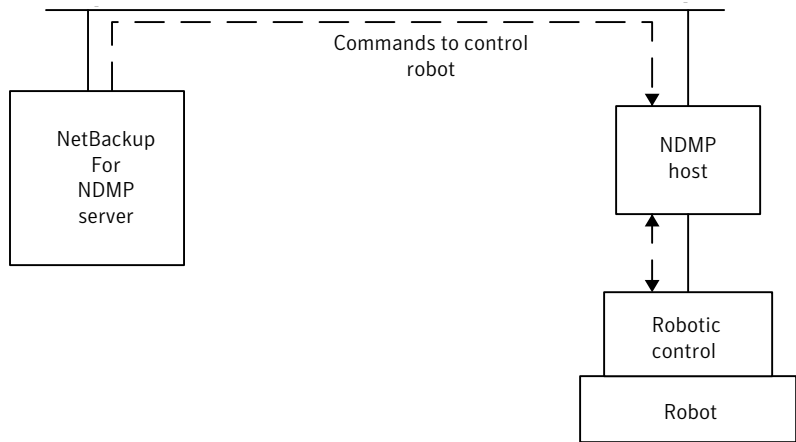 Commands to control
robot
NetBackup
For
NDMP
server
NDMP
host
Robotic
control
Robot